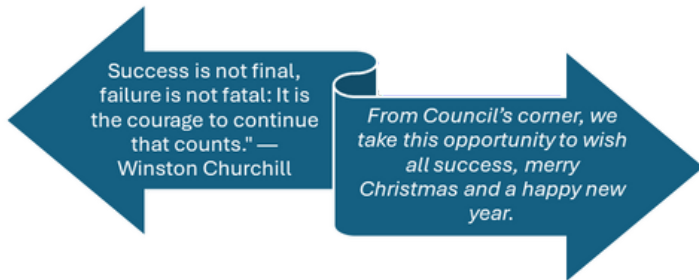 Success is not final,
failure is not fatal: It is
the courage to continue
that counts." —
Winston Churchill
From Council’s corner, we
take this opportunity to wish
all success, merry
Christmas and a happy new
year.